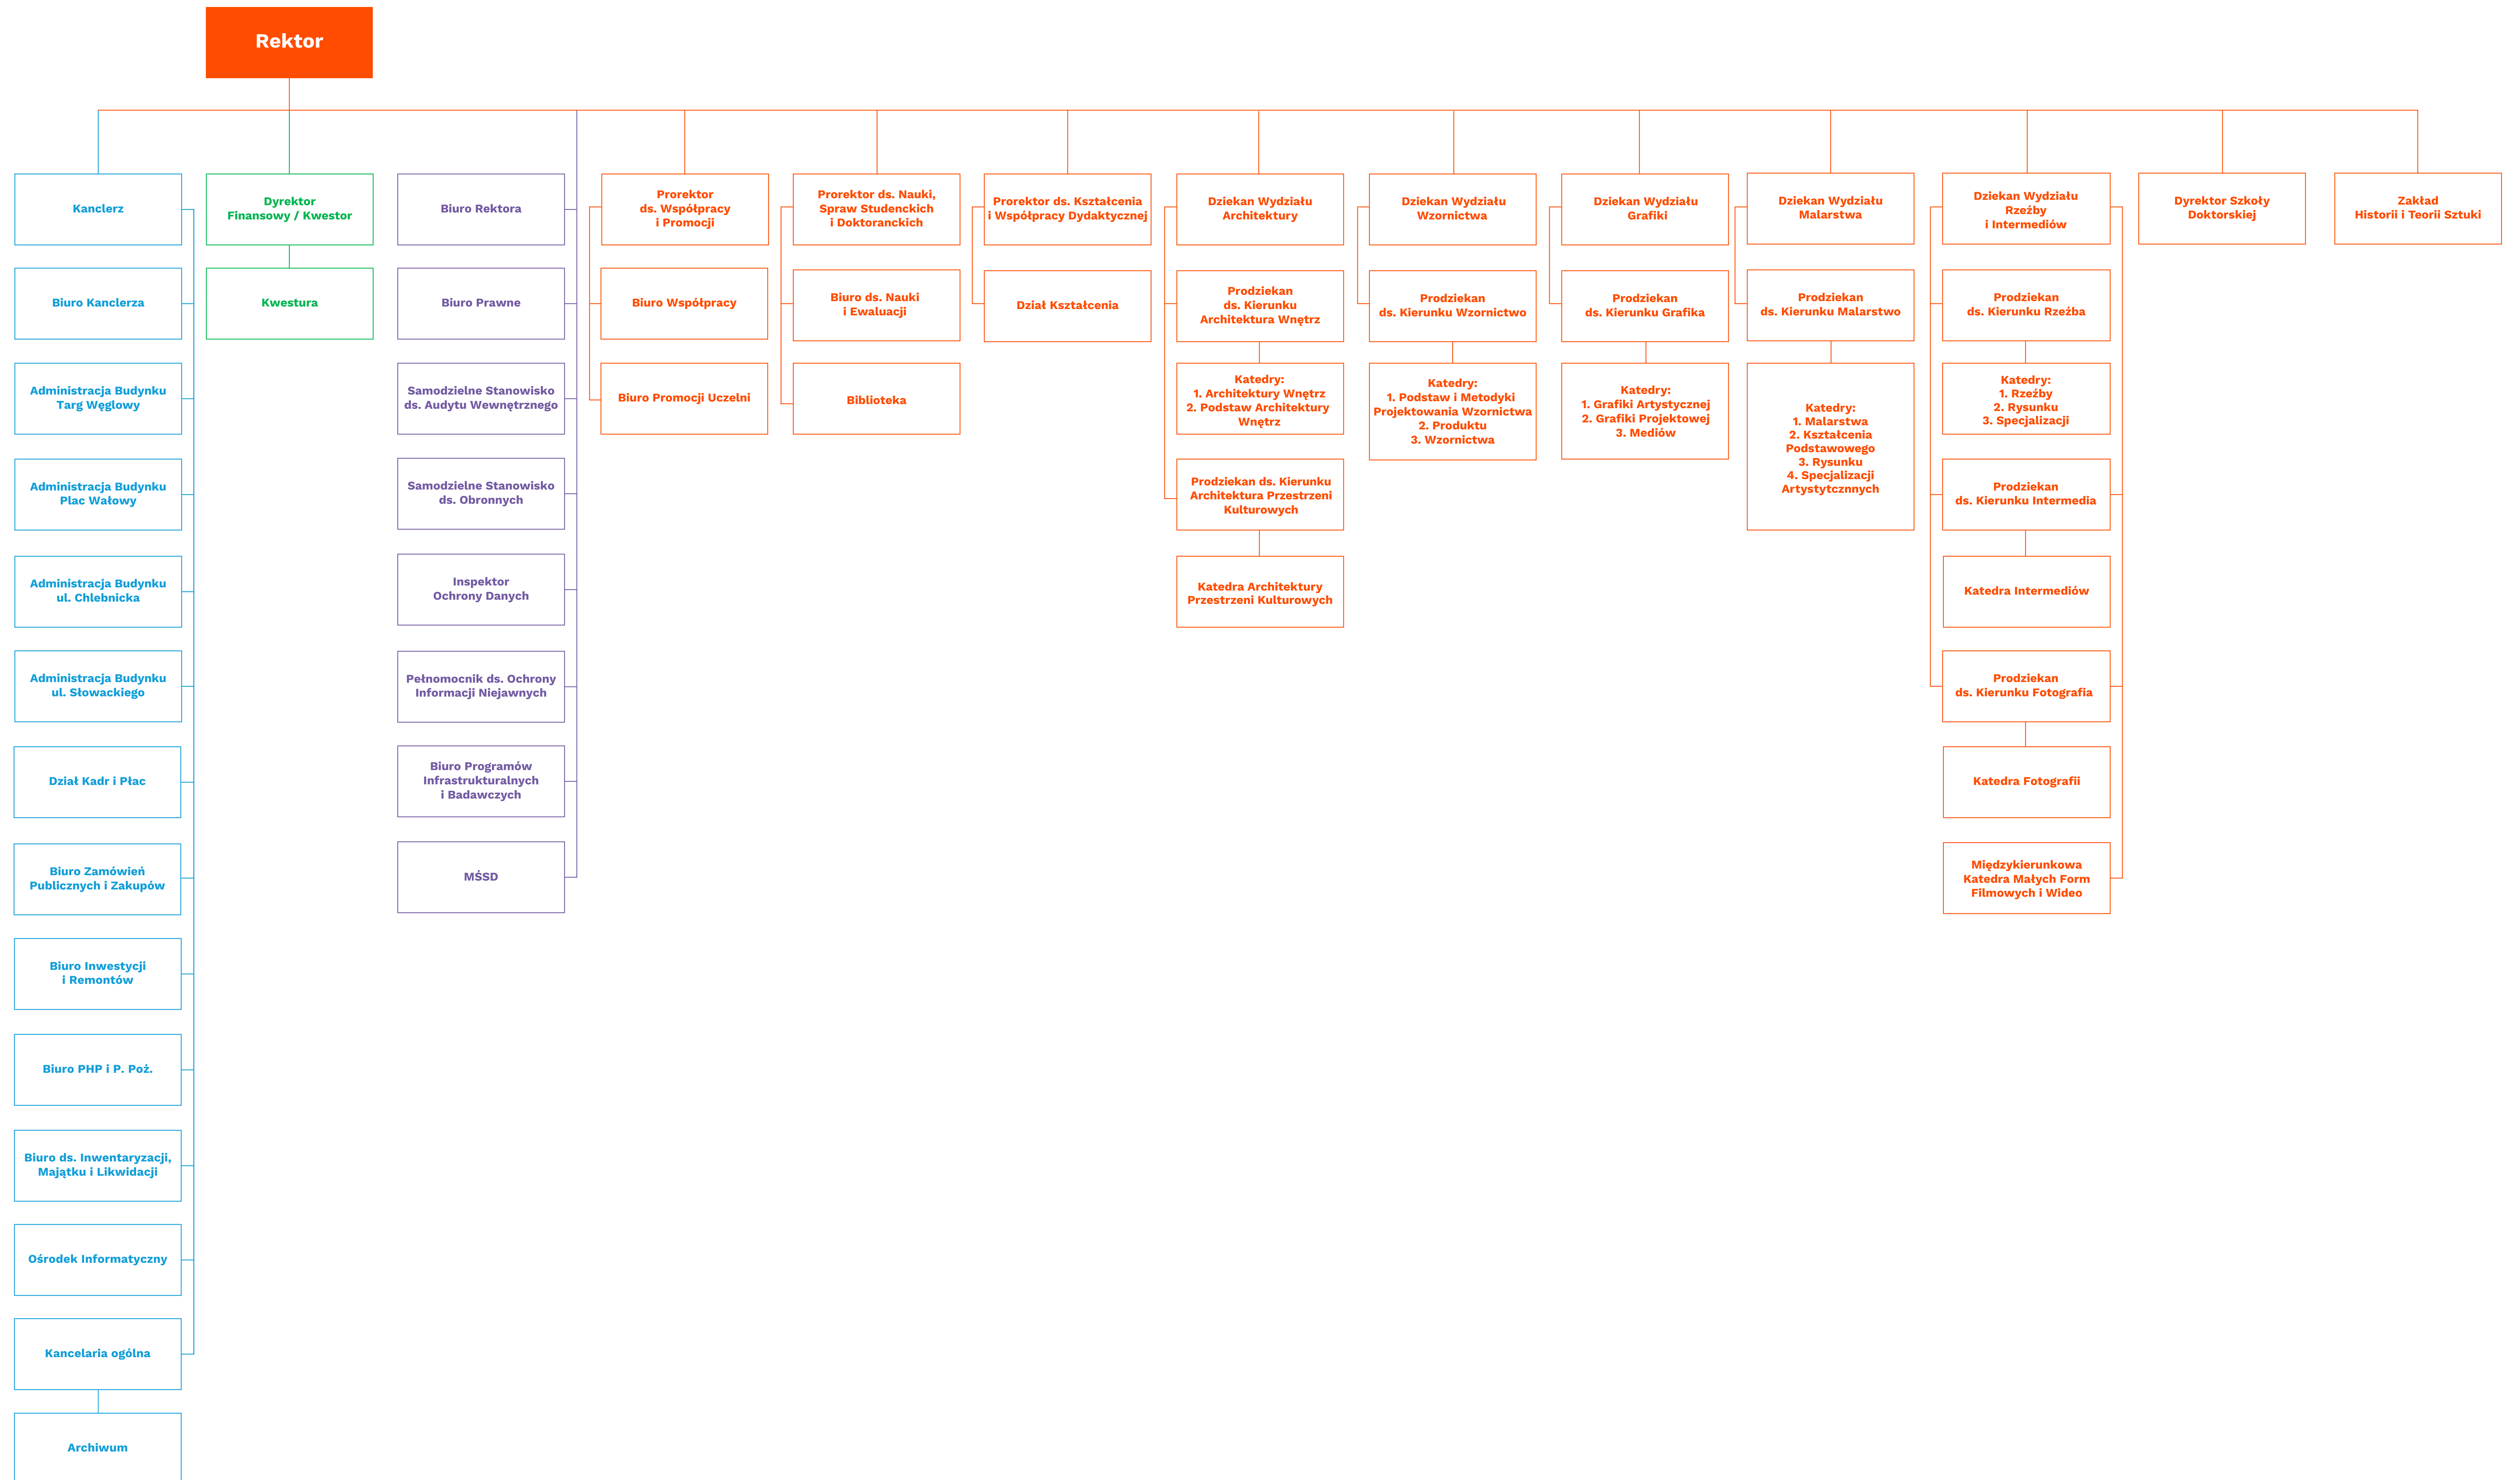 Rektor
Kanclerz
Biuro Kanclerza
Administracja Budynku
Targ Węglowy
Administracja Budynku
Plac Wałowy
Administracja Budynku
ul. Chlebnicka
Administracja Budynku
ul. Słowackiego
Dział Kadr i Płac
Biuro Zamówień
Publicznych i Zakupów
Biuro Inwestycji
i Remontów
Biuro PHP i P. Poż.
Biuro ds. Inwentaryzacji,
Majątku i Likwidacji
Ośrodek Informatyczny
Kancelaria ogólna
Archiwum
Dyrektor
Finansowy / Kwestor
Kwestura
Biuro Rektora
Biuro Prawne
Samodzielne Stanowisko
ds. Audytu Wewnętrznego
Samodzielne Stanowisko
ds. Obronnych
Inspektor
Ochrony Danych
Pełnomocnik ds. Ochrony
Informacji Niejawnych
Biuro Programów
Infrastrukturalnych
i Badawczych
MŚSD
Prorektor
ds. Współpracy
i Promocji
Biuro Współpracy
Biuro Promocji Uczelni
Prorektor ds. Nauki,
Spraw Studenckich
i Doktoranckich
Biuro ds. Nauki
i Ewaluacji
Biblioteka
Prorektor ds. Kształcenia
i Współpracy Dydaktycznej
Dział Kształcenia
Dziekan Wydziału
Architektury
Prodziekan
ds. Kierunku
Architektura Wnętrz
Katedry:
1. Architektury Wnętrz
2. Podstaw Architektury
Wnętrz
Prodziekan ds. Kierunku
Architektura Przestrzeni
Kulturowych
Katedra Architektury
Przestrzeni Kulturowych
Dziekan Wydziału
Wzornictwa
Prodziekan
ds. Kierunku Wzornictwo
Katedry:
1. Podstaw i Metodyki
Projektowania Wzornictwa
2. Produktu
3. Wzornictwa
Dziekan Wydziału
Grafiki
Prodziekan
ds. Kierunku Grafika
Katedry:
1. Grafiki Artystycznej
2. Grafiki Projektowej
3. Mediów
Dziekan Wydziału
Malarstwa
Prodziekan
ds. Kierunku Malarstwo
Katedry:
1. Malarstwa
2. Kształcenia
Podstawowego
3. Rysunku
4. Specjalizacji
Artystytcznnych
Dziekan Wydziału
Rzeźby
i Intermediów
Prodziekan
ds. Kierunku Rzeźba
Katedry:
1. Rzeźby
2. Rysunku
3. Specjalizacji
Prodziekan
ds. Kierunku Intermedia
Katedra Intermediów
Prodziekan
ds. Kierunku Fotografia
Katedra Fotografii
Międzykierunkowa
Katedra Małych Form
Filmowych i Wideo
Dyrektor Szkoły
Doktorskiej
Zakład
Historii i Teorii Sztuki